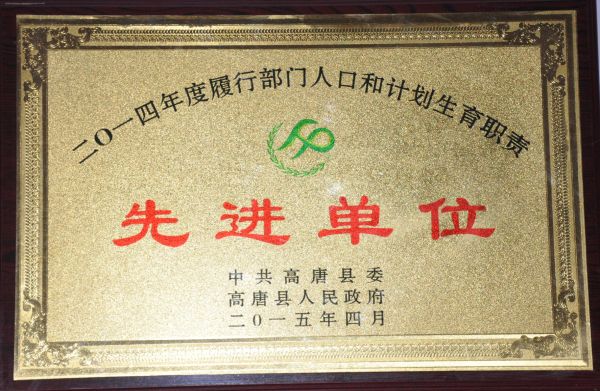 二〇一四年度履行部门人口和计划生育职责
先进单位
中共高唐县委
高唐县人民政府
二〇一五年四月